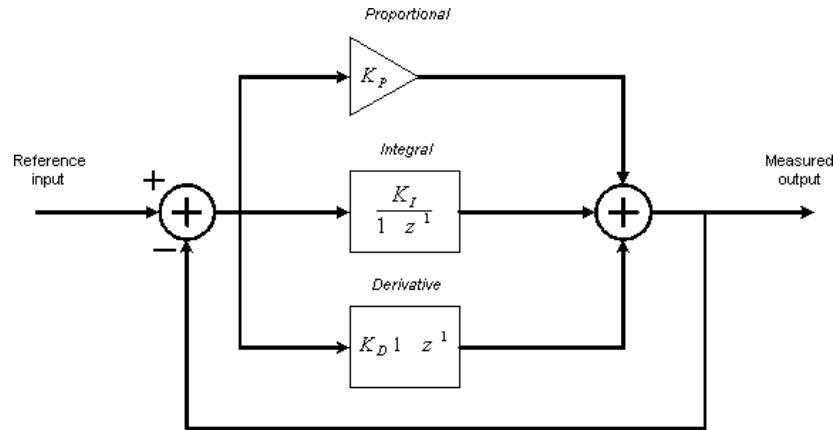 Proportional
K_P
Integral
Reference
input
Measured
output
+
−
+
+
K_I
1 z^1
Derivative
K_D 1 z^1